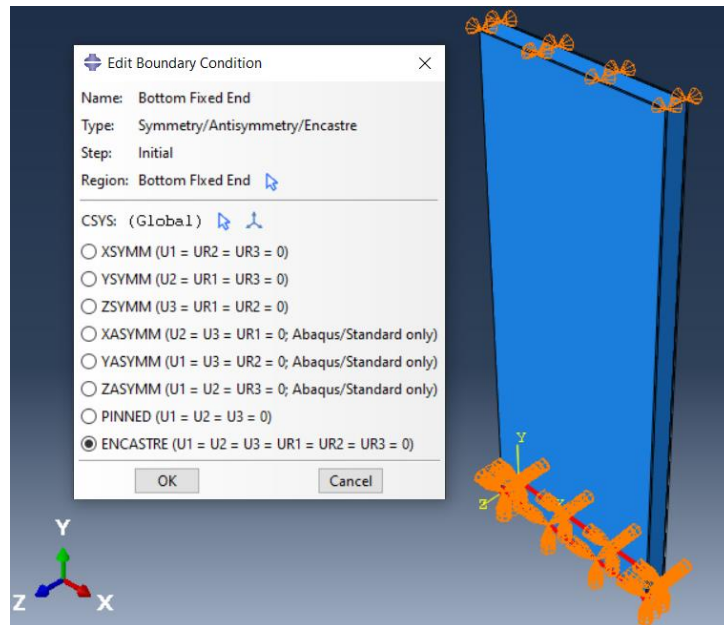 Edit Boundary Condition
Name: Bottom Fixed End
Type: Symmetry/Antisymmetry/Encastre
Step: Initial
Region: Bottom FIxed End
CSYS: (Global)
XSYMM (U1 = UR2 = UR3 = 0)
YSYMM (U2 = UR1 = UR3 = 0)
ZSYMM (U3 = UR1 = UR2 = 0)
XASYMM (U2 = U3 = UR1 = 0; Abaqus/Standard only)
YASYMM (U1 = U3 = UR2 = 0; Abaqus/Standard only)
ZASYMM (U1 = U2 = UR3 = 0; Abaqus/Standard only)
PINNED (U1 = U2 = U3 = 0)
ENCASTRE (U1 = U2 = U3 = UR1 = UR2 = UR3 = 0)
OK Cancel
Y
Z
Y
Z X